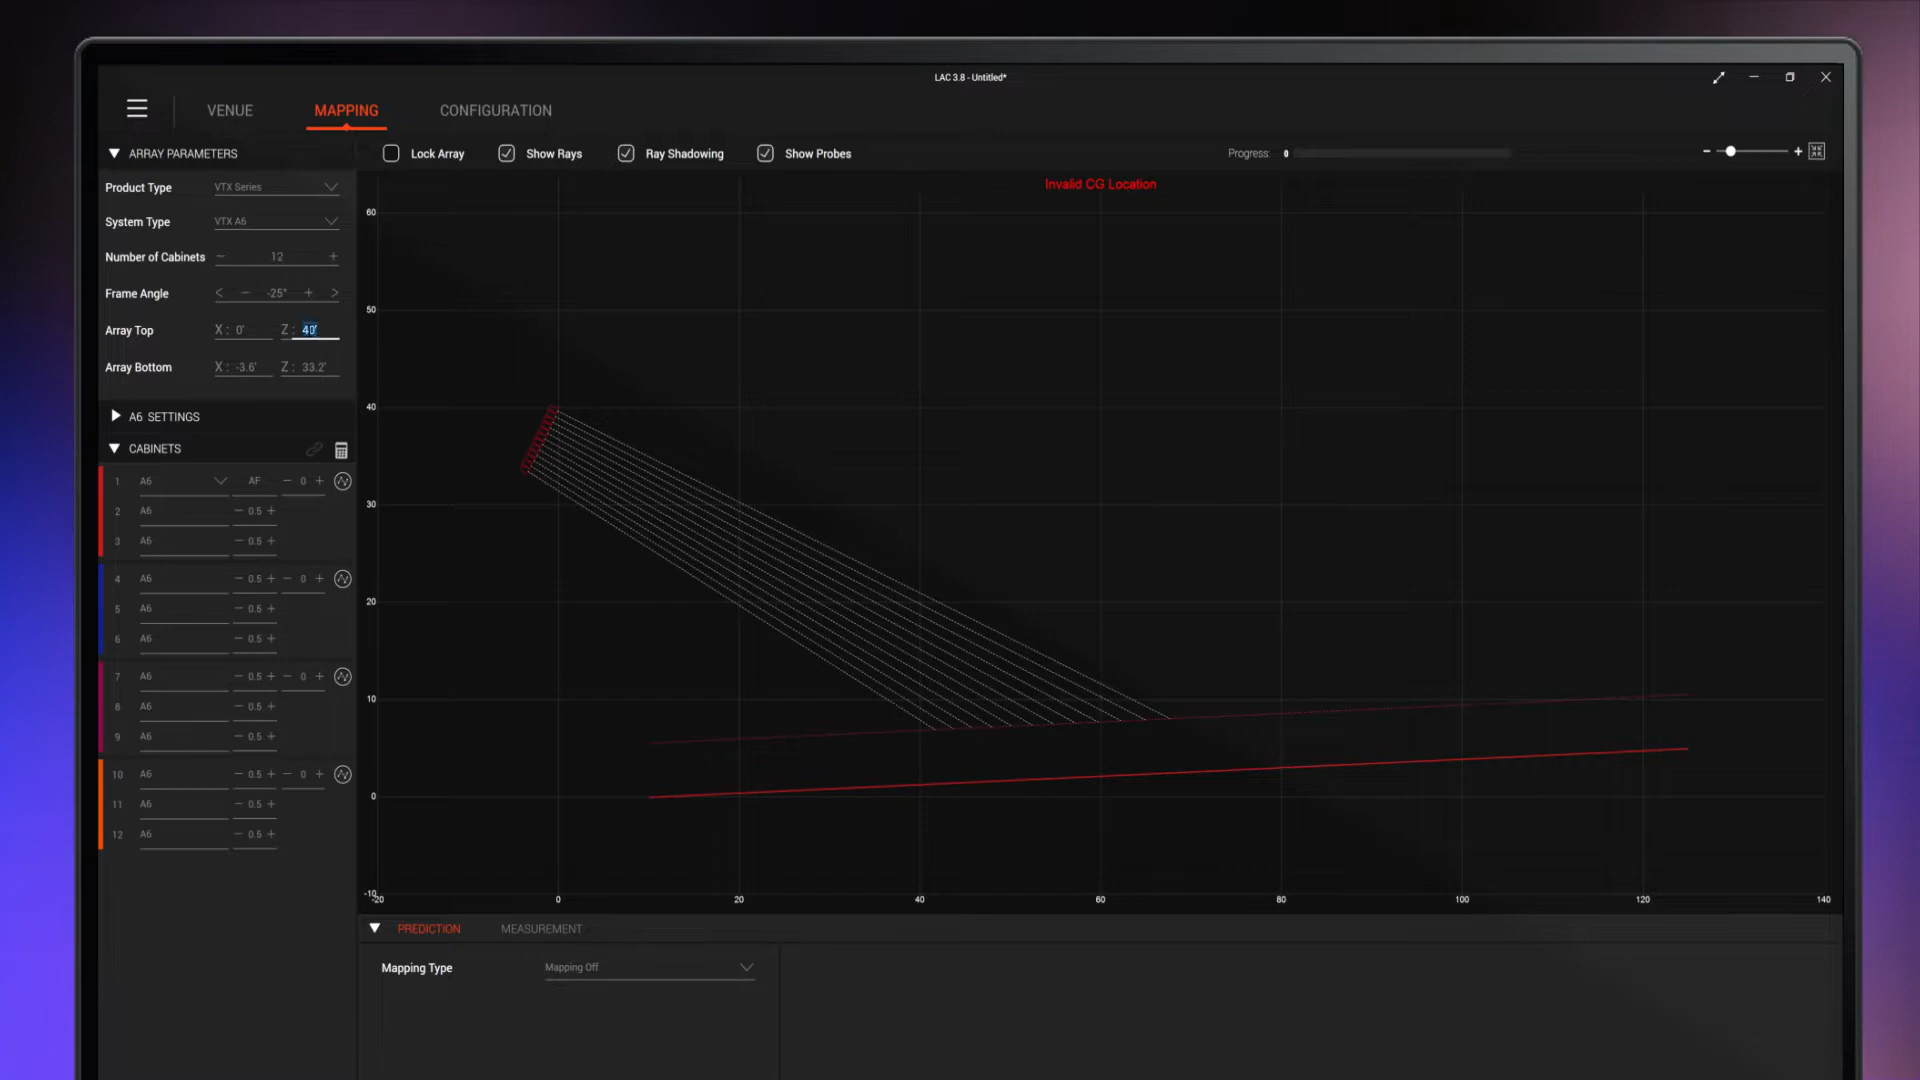 LAC 3.8 - Untitled*
VENUE
MAPPING
CONFIGURATION
ARRAY PARAMETERS
Lock Array
Show Rays
Ray Shadowing
Show Probes
Progress: 0
- +
Product Type VTX Series
System Type VTX A6
Number of Cabinets - 12 +
Frame Angle < - -25° + >
Array Top X: 0' Z: 40'
Array Bottom X: -3.6' Z: 33.2'
A6 SETTINGS
CABINETS
1 A6 AF - 0 +
2 A6 - 0.5 +
3 A6 - 0.5 +
4 A6 - 0.5 + - 0 +
5 A6 - 0.5 +
6 A6 - 0.5 +
7 A6 - 0.5 + - 0 +
8 A6 - 0.5 +
9 A6 - 0.5 +
10 A6 - 0.5 + - 0 +
11 A6 - 0.5 +
12 A6 - 0.5 +
Invalid CG Location
60
50
40
30
20
10
0
-10
-20 0 20 40 60 80 100 120 140
PREDICTION
MEASUREMENT
Mapping Type Mapping Off